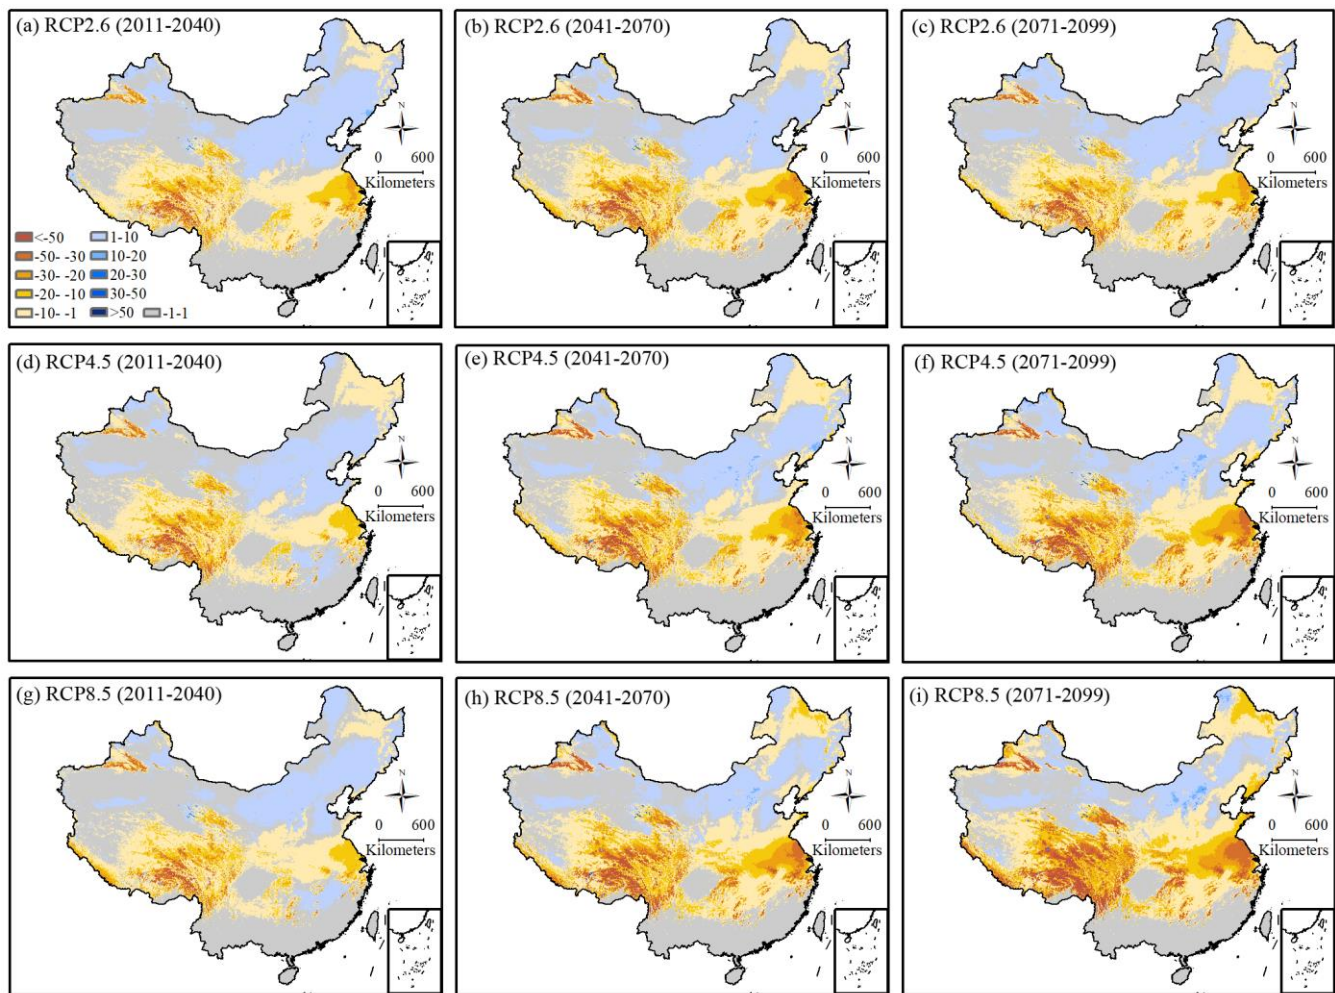 (a) RCP2.6 (2011-2040)
N
0 600
Kilometers
<-50 1-10
-50- -30 10-20
-30- -20 20-30
-20- -10 30-50
-10- -1 >50 -1-1
(b) RCP2.6 (2041-2070)
N
0 600
Kilometers
(c) RCP2.6 (2071-2099)
N
0 600
Kilometers
(d) RCP4.5 (2011-2040)
N
0 600
Kilometers
(e) RCP4.5 (2041-2070)
N
0 600
Kilometers
(f) RCP4.5 (2071-2099)
N
0 600
Kilometers
(g) RCP8.5 (2011-2040)
N
0 600
Kilometers
(h) RCP8.5 (2041-2070)
N
0 600
Kilometers
(i) RCP8.5 (2071-2099)
N
0 600
Kilometers